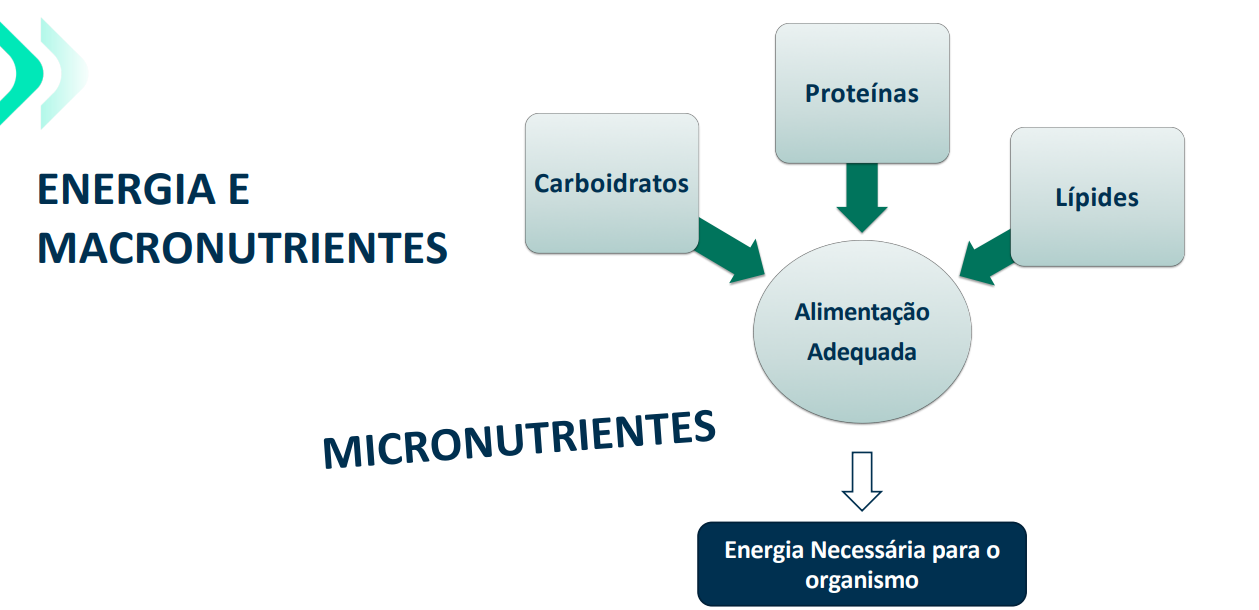 ENERGIA E
MACRONUTRIENTES
Carboidratos
Proteínas
Lípides
Alimentação
Adequada
MICRONUTRIENTES
Energia Necessária para o
organismo